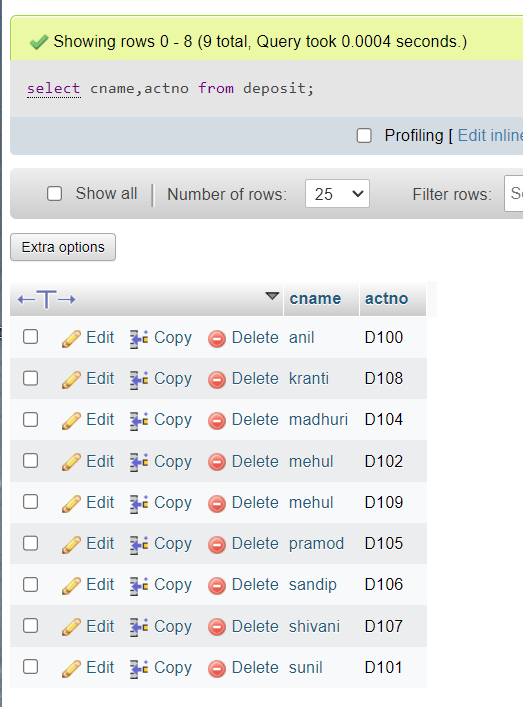 Showing rows 0 - 8 (9 total, Query took 0.0004 seconds.)
select cname,actno from deposit;
Profiling [ Edit inline
Show all | Number of rows: 25 Filter rows:
Extra options
←T→ cname actno
Edit Copy Delete anil D100
Edit Copy Delete kranti D108
Edit Copy Delete madhuri D104
Edit Copy Delete mehul D102
Edit Copy Delete mehul D109
Edit Copy Delete pramod D105
Edit Copy Delete sandip D106
Edit Copy Delete shivani D107
Edit Copy Delete sunil D101